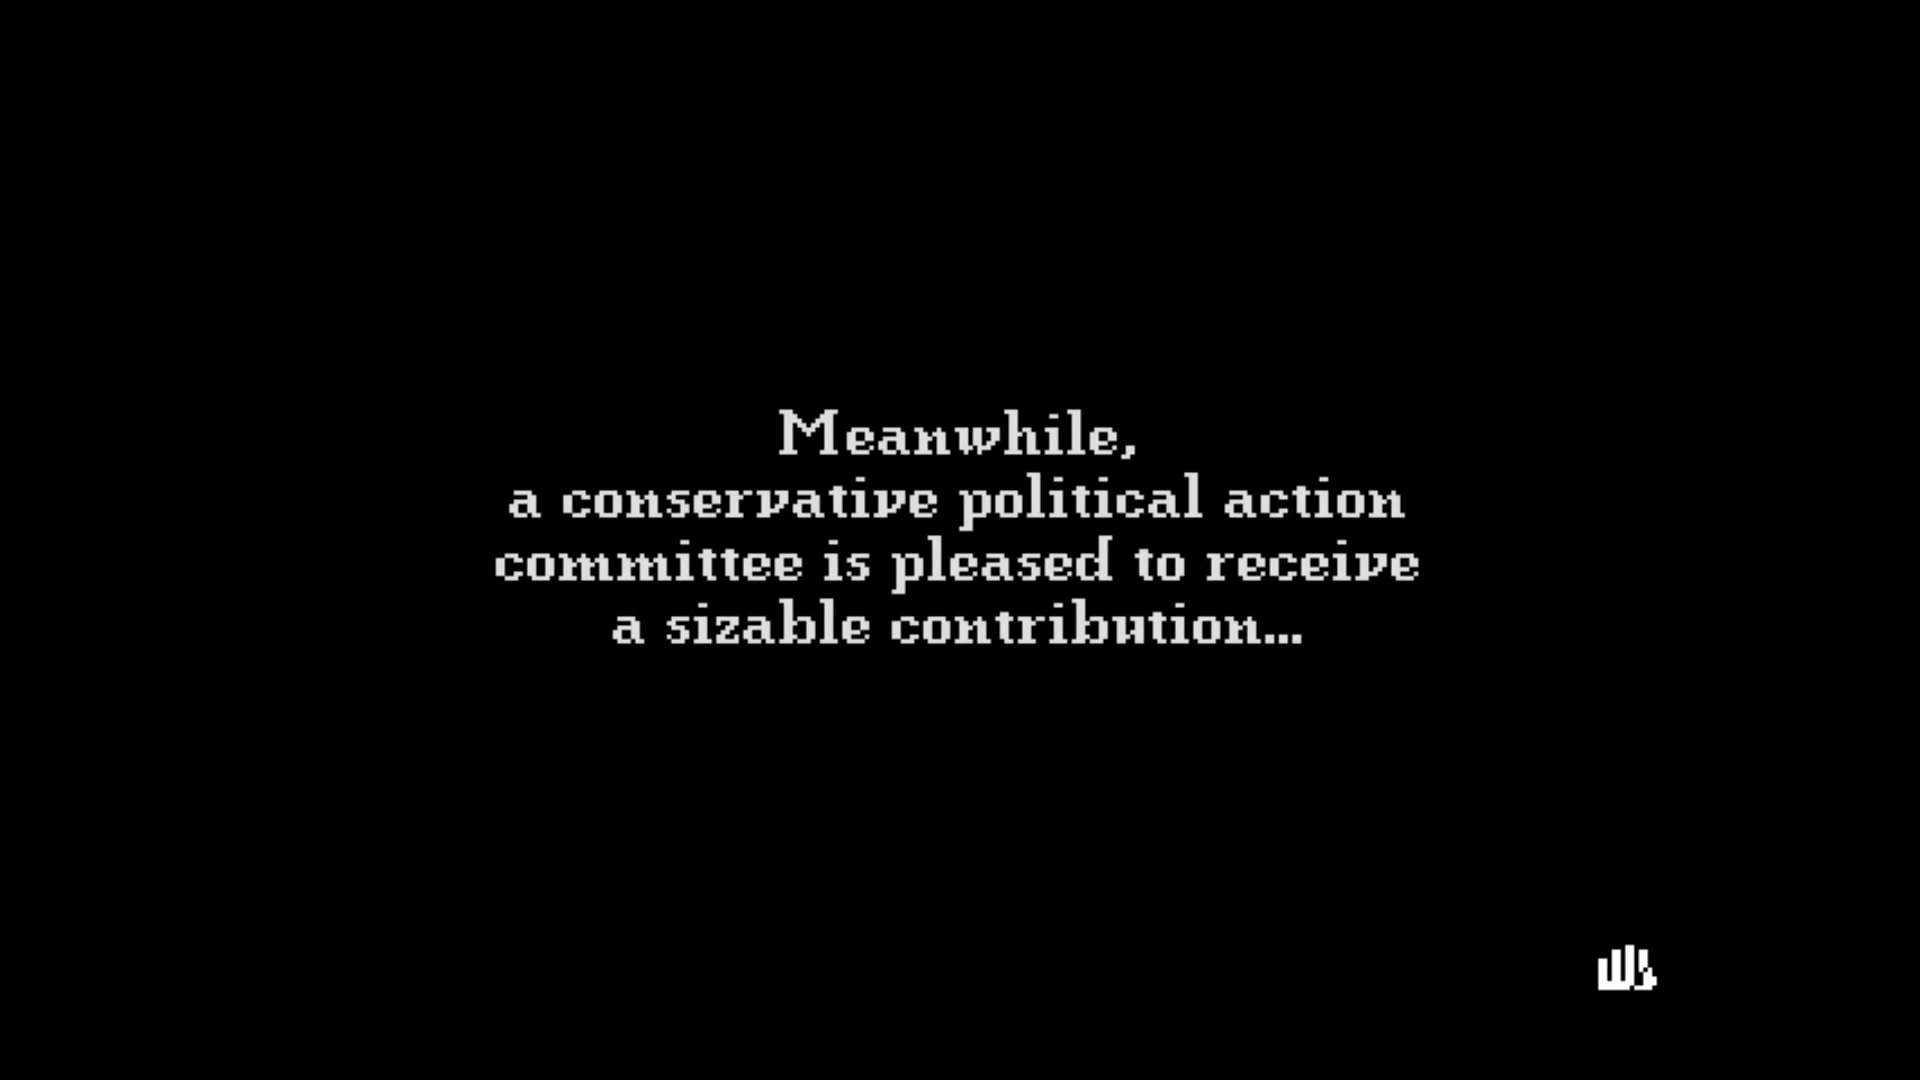 Meanwhile,
a conservative political action
committee is pleased to receive
a sizable contribution...